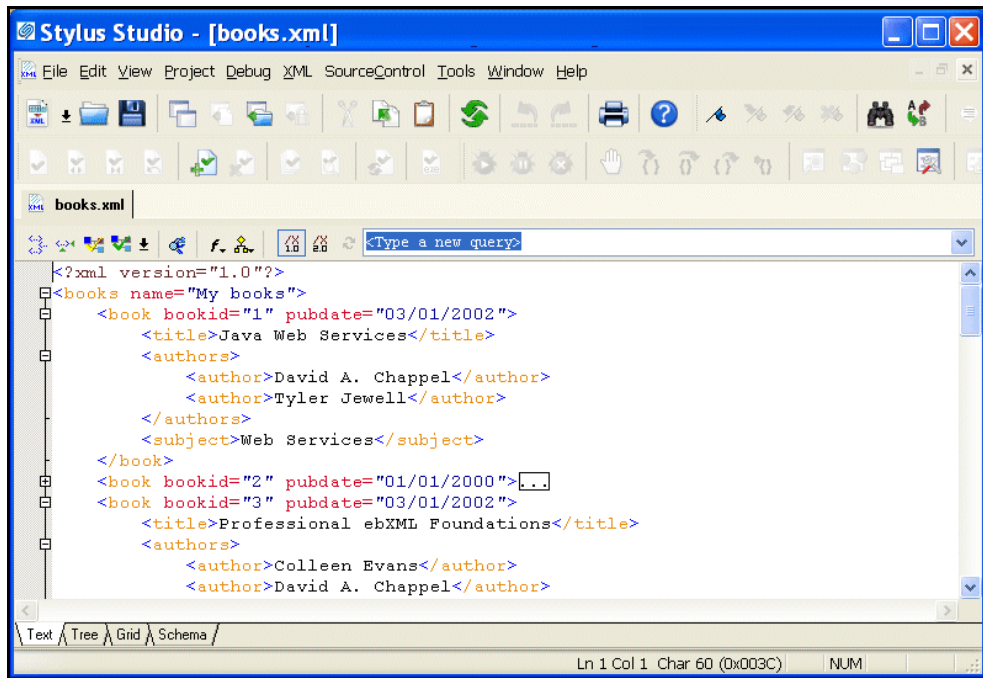 Stylus Studio - [books.xml]
File Edit View Project Debug XML SourceControl Tools Window Help
books.xml
1.0 2.0 <Type a new query>
<?xml version="1.0"?>
<books name="My books">
<book bookid="1" pubdate="03/01/2002">
<title>Java Web Services</title>
<authors>
<author>David A. Chappel</author>
<author>Tyler Jewell</author>
</authors>
<subject>Web Services</subject>
</book>
<book bookid="2" pubdate="01/01/2000">...
<book bookid="3" pubdate="03/01/2002">
<title>Professional ebXML Foundations</title>
<authors>
<author>Colleen Evans</author>
<author>David A. Chappel</author>
Text Tree Grid Schema
Ln 1 Col 1 Char 60 (0x003C) NUM